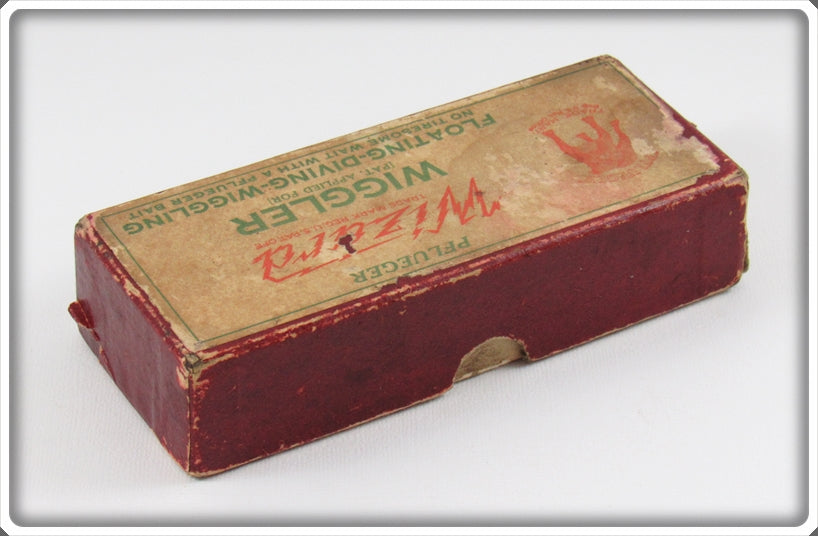 PFLUEGER
Wizard
TRADE MARK REG. U.S. PAT. OFF.
WIGGLER
(PAT. APPLIED FOR)
FLOATING-DIVING-WIGGLING
NO TIRESOME WAIT WITH A PFLUEGER BAIT